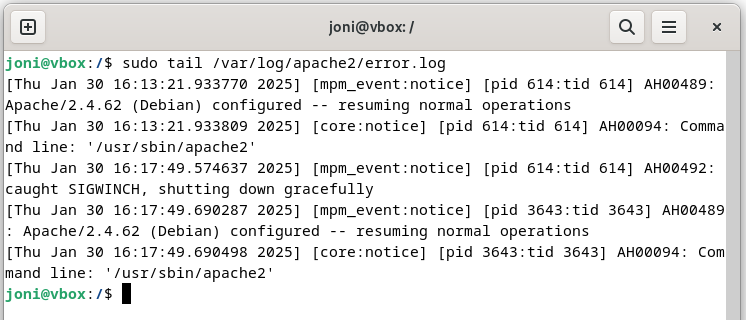 joni@vbox: /
joni@vbox:/$ sudo tail /var/log/apache2/error.log
[Thu Jan 30 16:13:21.933770 2025] [mpm_event:notice] [pid 614:tid 614] AH00489:
Apache/2.4.62 (Debian) configured -- resuming normal operations
[Thu Jan 30 16:13:21.933809 2025] [core:notice] [pid 614:tid 614] AH00094: Comma
nd line: '/usr/sbin/apache2'
[Thu Jan 30 16:17:49.574637 2025] [mpm_event:notice] [pid 614:tid 614] AH00492:
caught SIGWINCH, shutting down gracefully
[Thu Jan 30 16:17:49.690287 2025] [mpm_event:notice] [pid 3643:tid 3643] AH00489
: Apache/2.4.62 (Debian) configured -- resuming normal operations
[Thu Jan 30 16:17:49.690498 2025] [core:notice] [pid 3643:tid 3643] AH00094: Com
mand line: '/usr/sbin/apache2'
joni@vbox:/$